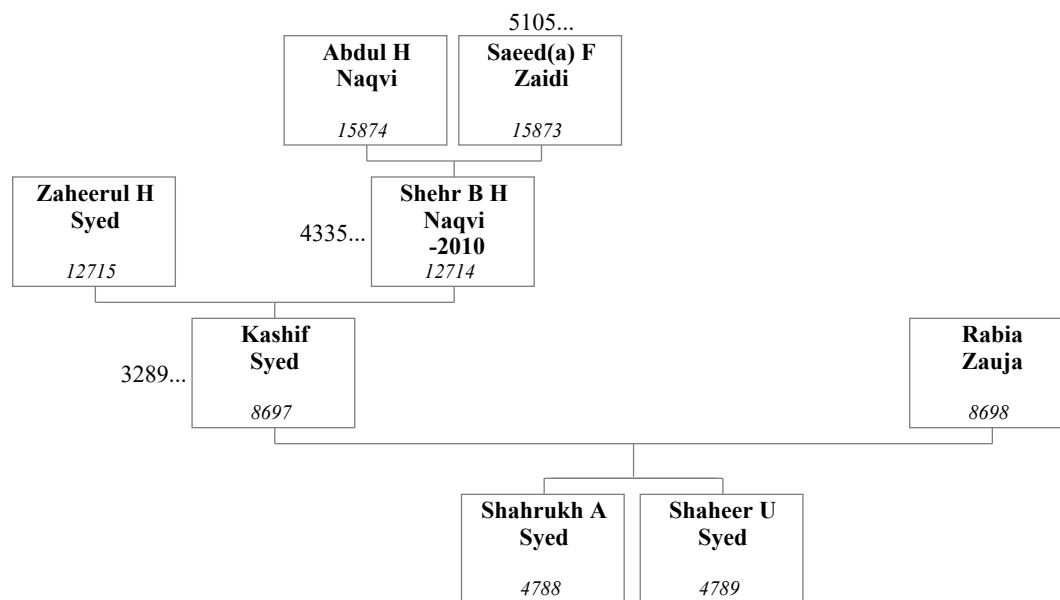 5105...
Abdul H
Naqvi
15874
Saeed(a) F
Zaidi
15873
Zaheerul H
Syed
12715
4335...
Shehr B H
Naqvi
-2010
12714
3289...
Kashif
Syed
8697
Rabia
Zauja
8698
Shahrukh A
Syed
4788
Shaheer U
Syed
4789